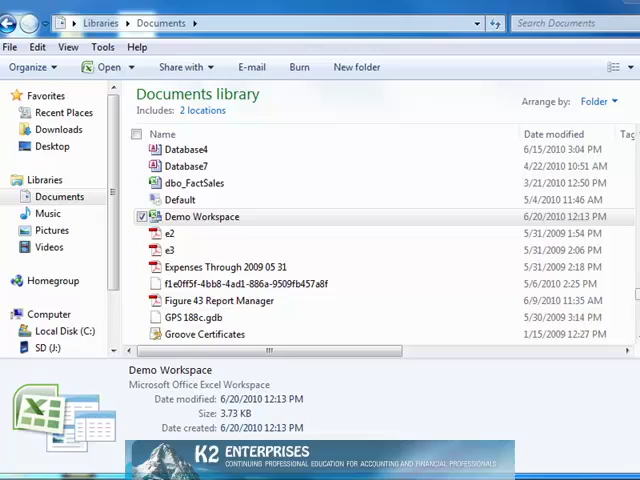 Libraries Documents Search Documents
File Edit View Tools Help
Organize Open Share with E-mail Burn New folder
Favorites
Recent Places
Downloads
Desktop
Libraries
Documents
Music
Pictures
Videos
Homegroup
Computer
Local Disk (C:)
SD (J:)
Documents library
Includes: 2 locations
Arrange by: Folder
Name Date modified Tag
Database4 6/15/2010 3:04 PM
Database7 4/22/2010 10:51 AM
dbo_FactSales 3/21/2010 12:50 PM
Default 5/4/2010 11:46 AM
Demo Workspace 6/20/2010 12:13 PM
e2 5/31/2009 1:54 PM
e3 5/31/2009 2:06 PM
Expenses Through 2009 05 31 5/31/2009 2:18 PM
f1e0ff5f-4bb8-4ad1-886a-9509fb457a8f 5/6/2010 2:25 PM
Figure 43 Report Manager 6/9/2010 11:35 AM
GPS 188c.gdb 5/30/2009 3:14 PM
Groove Certificates 1/15/2009 12:27 PM
Demo Workspace
Microsoft Office Excel Workspace
Date modified: 6/20/2010 12:13 PM
Size: 3.73 KB
Date created: 6/20/2010 12:13 PM
K2 ENTERPRISES
CONTINUING PROFESSIONAL EDUCATION FOR ACCOUNTING AND FINANCIAL PROFESSIONALS